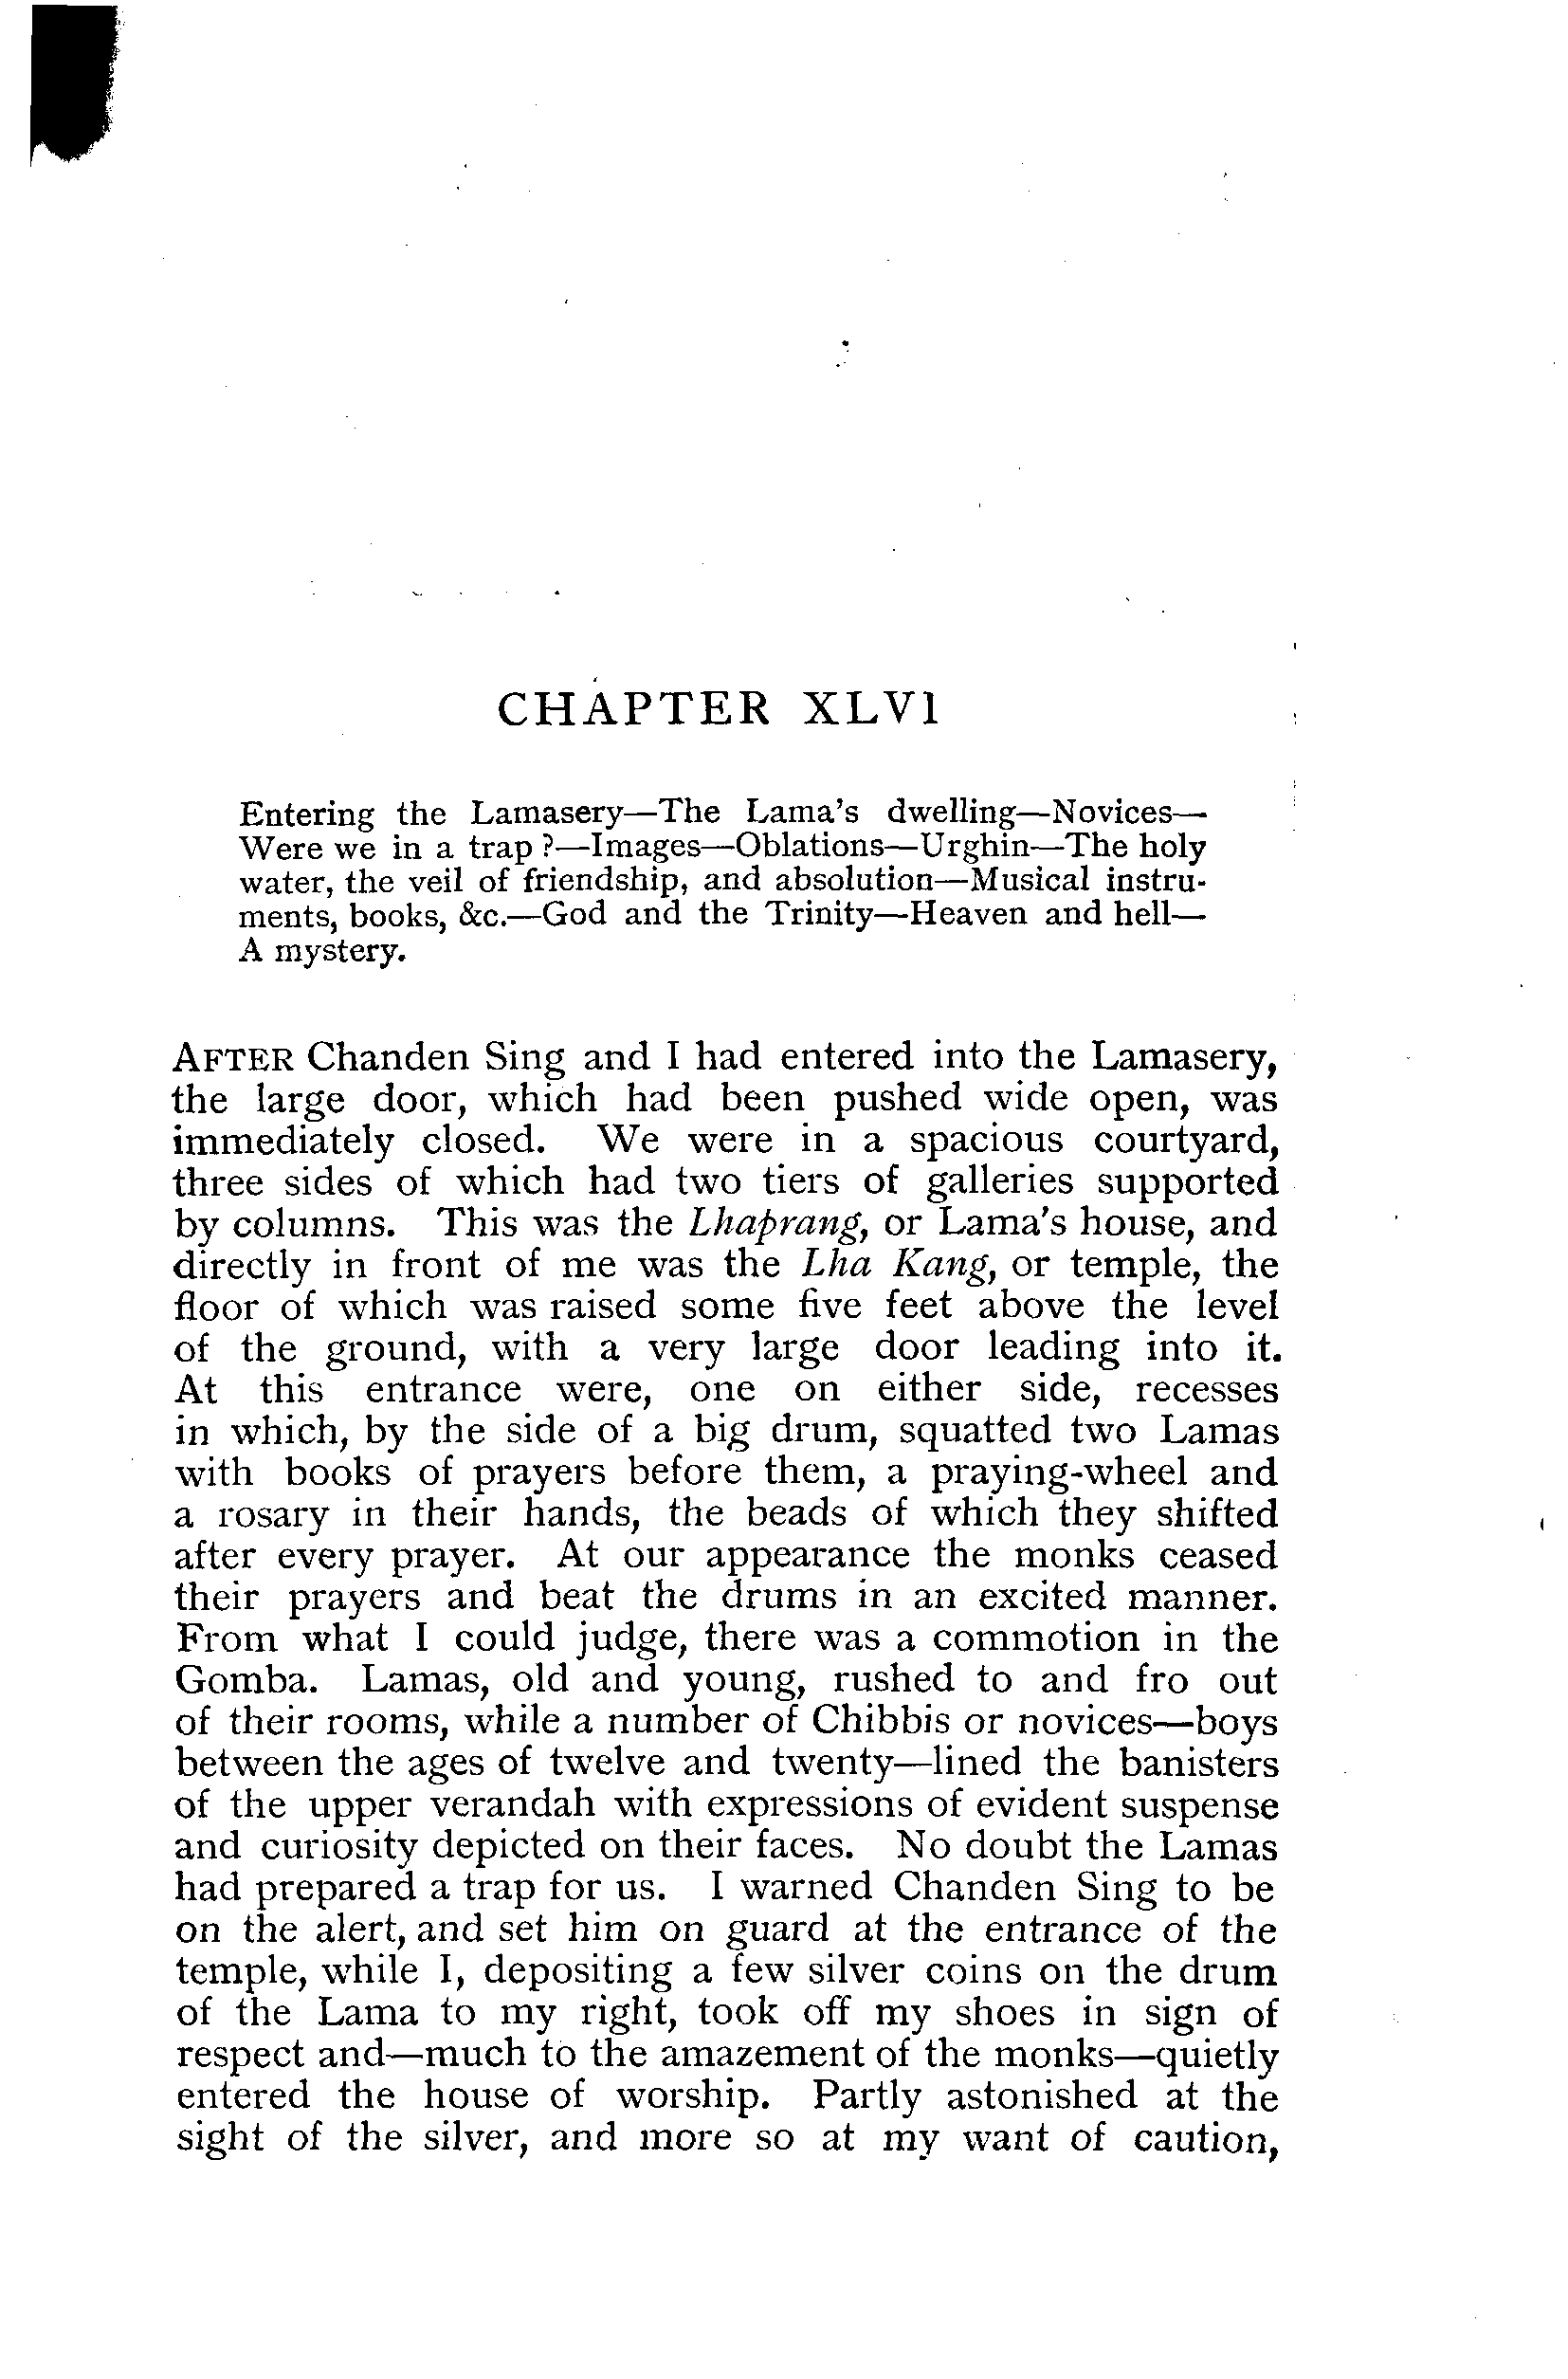 CHAPTER XLVI
Entering the Lamasery—The Lama's dwelling—Novices—
Were we in a trap ?—Images—Oblations—Urghin—The holy
water, the veil of friendship, and absolution—Musical instru-
ments, books, &c.—God and the Trinity—Heaven and hell—
A mystery.
AFTER Chanden Sing and I had entered into the Lamasery,
the large door, which had been pushed wide open, was
immediately closed. We were in a spacious courtyard,
three sides of which had two tiers of galleries supported
by columns. This was the Lhaprang, or Lama's house, and
directly in front of me was the Lha Kang, or temple, the
floor of which was raised some five feet above the level
of the ground, with a very large door leading into it.
At this entrance were, one on either side, recesses
in which, by the side of a big drum, squatted two Lamas
with books of prayers before them, a praying-wheel and
a rosary in their hands, the beads of which they shifted
after every prayer. At our appearance the monks ceased
their prayers and beat the drums in an excited manner.
From what I could judge, there was a commotion in the
Gomba. Lamas, old and young, rushed to and fro out
of their rooms, while a number of Chibbis or novices—boys
between the ages of twelve and twenty—lined the banisters
of the upper verandah with expressions of evident suspense
and curiosity depicted on their faces. No doubt the Lamas
had prepared a trap for us. I warned Chanden Sing to be
on the alert, and set him on guard at the entrance of the
temple, while I, depositing a few silver coins on the drum
of the Lama to my right, took off my shoes in sign of
respect and—much to the amazement of the monks—quietly
entered the house of worship. Partly astonished at the
sight of the silver, and more so at my want of caution,